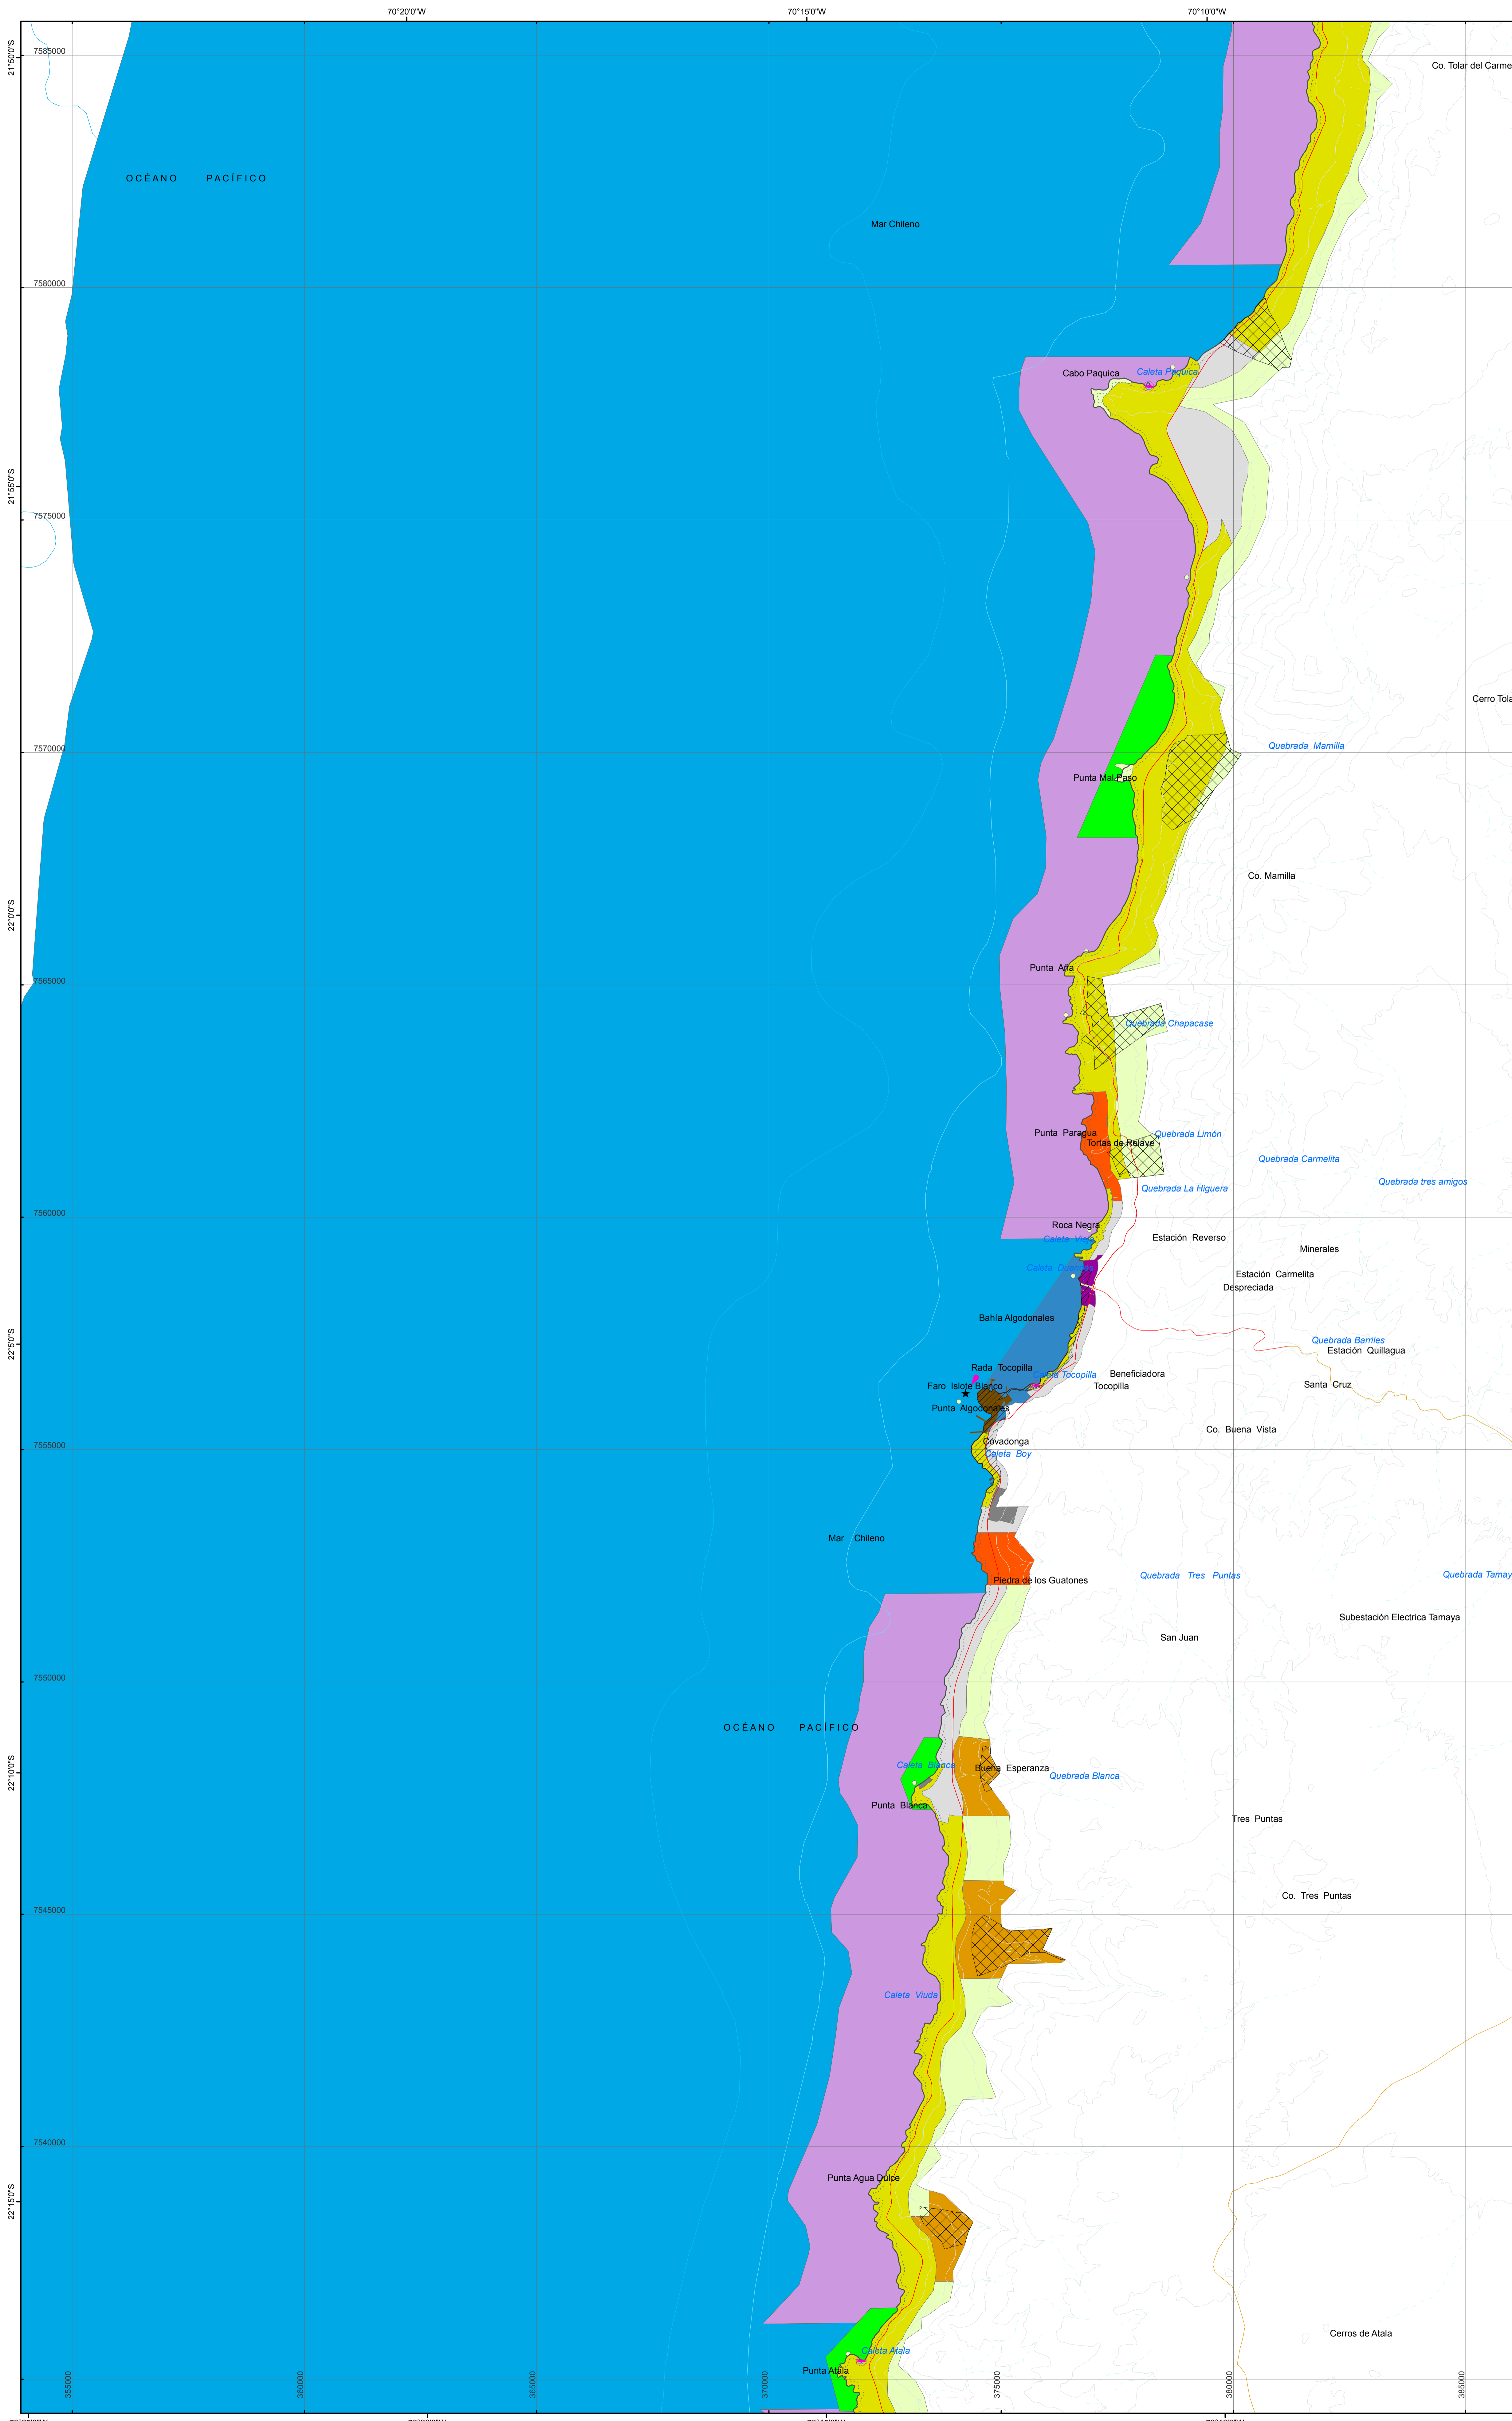 70°20'0"W
70°15'0"W
70°10'0"W
21°50'0"S
7585000
Co. Tolar del Carme
OCÉANO PACÍFICO
Mar Chileno
7580000
Cabo Paquica
Caleta Paquica
21°55'0"S
7575000
Cerro Tola
Quebrada Mamilla
7570000
Punta Mal Paso
Co. Mamilla
22°0'0"S
Punta Aña
7565000
Quebrada Chapacase
Punta Paragua
Quebrada Limón
Tortas de Relave
Quebrada Carmelita
Quebrada tres amigos
Quebrada La Higuera
7560000
Roca Negra
Estación Reverso
Minerales
Estación Carmelita
Despreciada
Bahía Algodonales
22°5'0"S
Quebrada Barriles
Estación Quillagua
Rada Tocopilla
Caleta Tocopilla
Beneficiadora
Faro Islote Blanco
Tocopilla
Santa Cruz
Punta Algodonales
Co. Buena Vista
Covadonga
7555000
Caleta Boy
Mar Chileno
Quebrada Tres Puntas
Quebrada Tamay
Piedra de los Guatones
Subestación Electrica Tamaya
San Juan
7550000
OCÉANO PACÍFICO
Caleta Blanca
Buena Esperanza
Quebrada Blanca
22°10'0"S
Punta Blanca
Tres Puntas
Co. Tres Puntas
7545000
Caleta Viuda
7540000
Punta Agua Dulce
22°15'0"S
Cerros de Atala
Caleta Atala
Punta Atala
355000
360000
365000
370000
375000
380000
385000